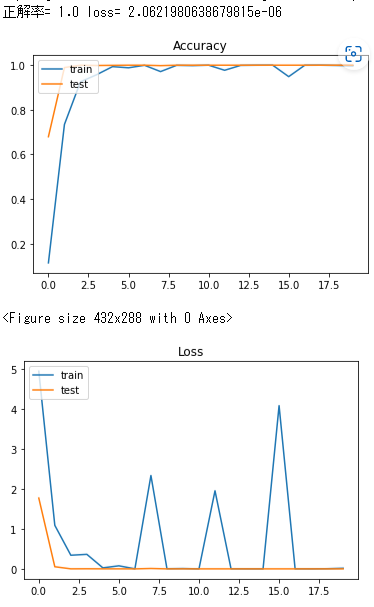 正解率= 1.0 loss= 2.0621980638679815e-06
Accuracy
train
test
1.0
0.8
0.6
0.4
0.2
0.0 2.5 5.0 7.5 10.0 12.5 15.0 17.5
<Figure size 432x288 with 0 Axes>
Loss
train
test
5
4
3
2
1
0
0.0 2.5 5.0 7.5 10.0 12.5 15.0 17.5